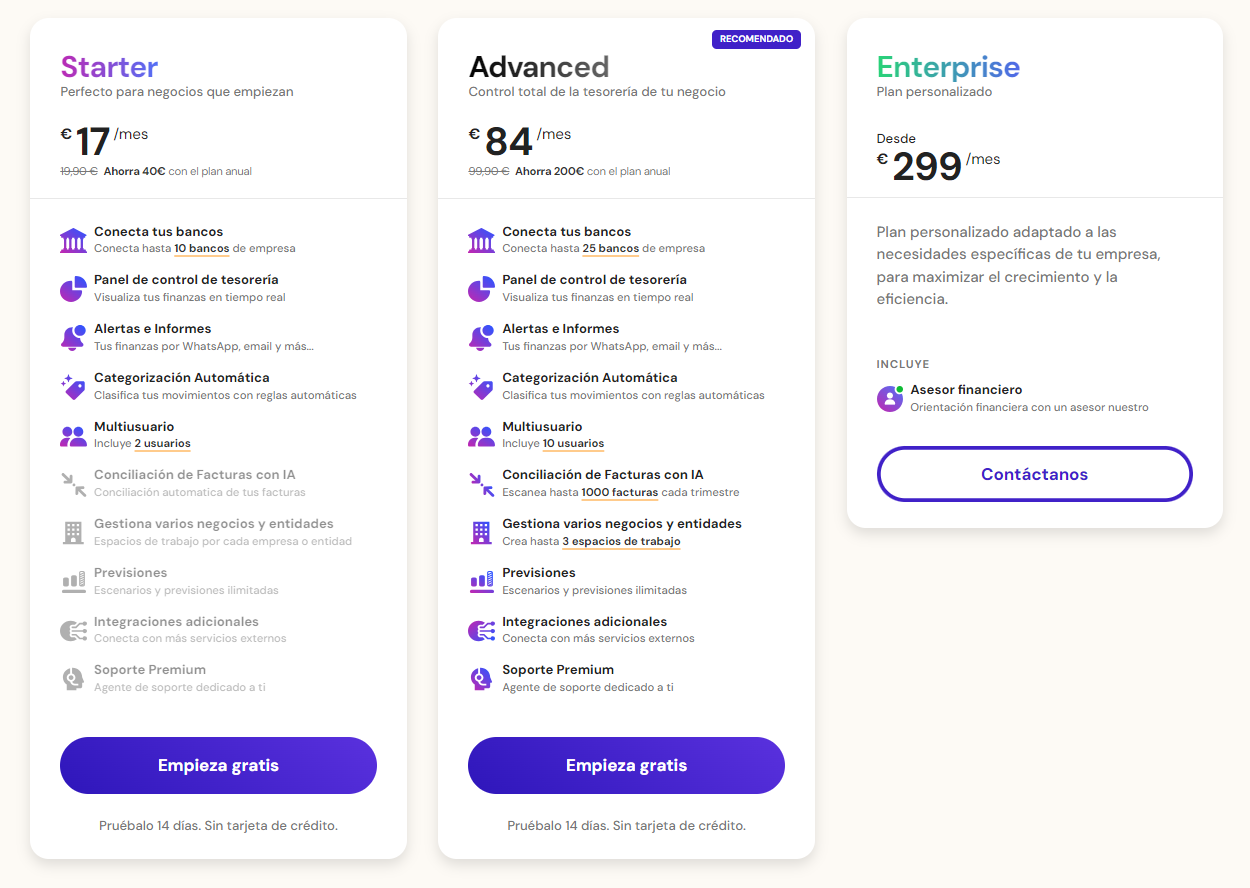 Starter
Perfecto para negocios que empiezan
€ 17 /mes
19,90 € Ahorra 40€ con el plan anual
Conecta tus bancos
Conecta hasta 10 bancos de empresa
Panel de control de tesorería
Visualiza tus finanzas en tiempo real
Alertas e Informes
Tus finanzas por WhatsApp, email y más...
Categorización Automática
Clasifica tus movimientos con reglas automáticas
Multiusuario
Incluye 2 usuarios
Conciliación de Facturas con IA
Conciliación automatica de tus facturas
Gestiona varios negocios y entidades
Espacios de trabajo por cada empresa o entidad
Previsiones
Escenarios y previsiones ilimitadas
Integraciones adicionales
Conecta con más servicios externos
Soporte Premium
Agente de soporte dedicado a ti
Empieza gratis
Pruébalo 14 días. Sin tarjeta de crédito.
RECOMENDADO
Advanced
Control total de la tesorería de tu negocio
€ 84 /mes
99,90 € Ahorra 200€ con el plan anual
Conecta tus bancos
Conecta hasta 25 bancos de empresa
Panel de control de tesorería
Visualiza tus finanzas en tiempo real
Alertas e Informes
Tus finanzas por WhatsApp, email y más...
Categorización Automática
Clasifica tus movimientos con reglas automáticas
Multiusuario
Incluye 10 usuarios
Conciliación de Facturas con IA
Escanea hasta 1000 facturas cada trimestre
Gestiona varios negocios y entidades
Crea hasta 3 espacios de trabajo
Previsiones
Escenarios y previsiones ilimitadas
Integraciones adicionales
Conecta con más servicios externos
Soporte Premium
Agente de soporte dedicado a ti
Empieza gratis
Pruébalo 14 días. Sin tarjeta de crédito.
Enterprise
Plan personalizado
Desde
€ 299 /mes
Plan personalizado adaptado a las
necesidades específicas de tu empresa,
para maximizar el crecimiento y la
eficiencia.
INCLUYE
Asesor financiero
Orientación financiera con un asesor nuestro
Contáctanos